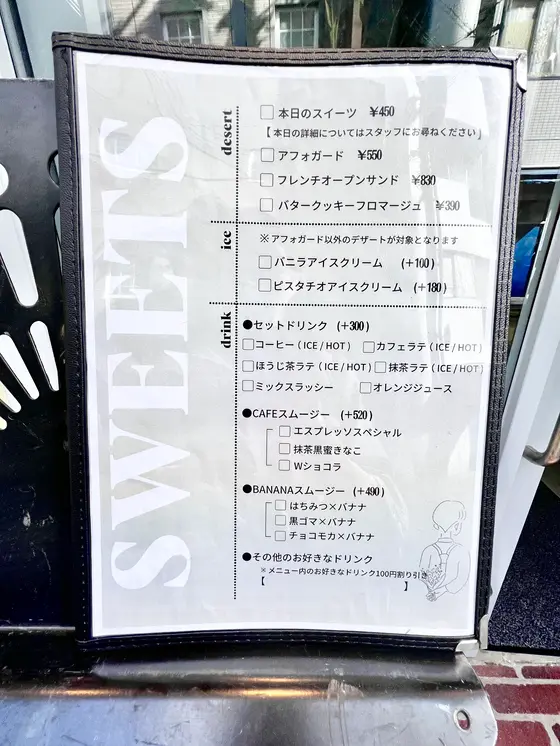 SWEETS
desert
本日のスイーツ ¥450
【 本日の詳細についてはスタッフにお尋ねください 】
アフォガード ¥550
フレンチオープンサンド ¥830
バタークッキーフロマージュ ¥390
ice
※アフォガード以外のデザートが対象となります
バニラアイスクリーム (+100)
ピスタチオアイスクリーム (+180)
drink
●セットドリンク (+300)
コーヒー ( ICE / HOT ) カフェラテ ( ICE / HOT )
ほうじ茶ラテ ( ICE / HOT ) 抹茶ラテ ( ICE / HOT )
ミックスラッシー オレンジジュース
●CAFEスムージー (+520)
エスプレッソスペシャル
抹茶黒蜜きなこ
Wショコラ
●BANANAスムージー (+490)
はちみつ×バナナ
黒ゴマ×バナナ
チョコモカ×バナナ
●その他のお好きなドリンク
※メニュー内のお好きなドリンク100円割り引き
【 】